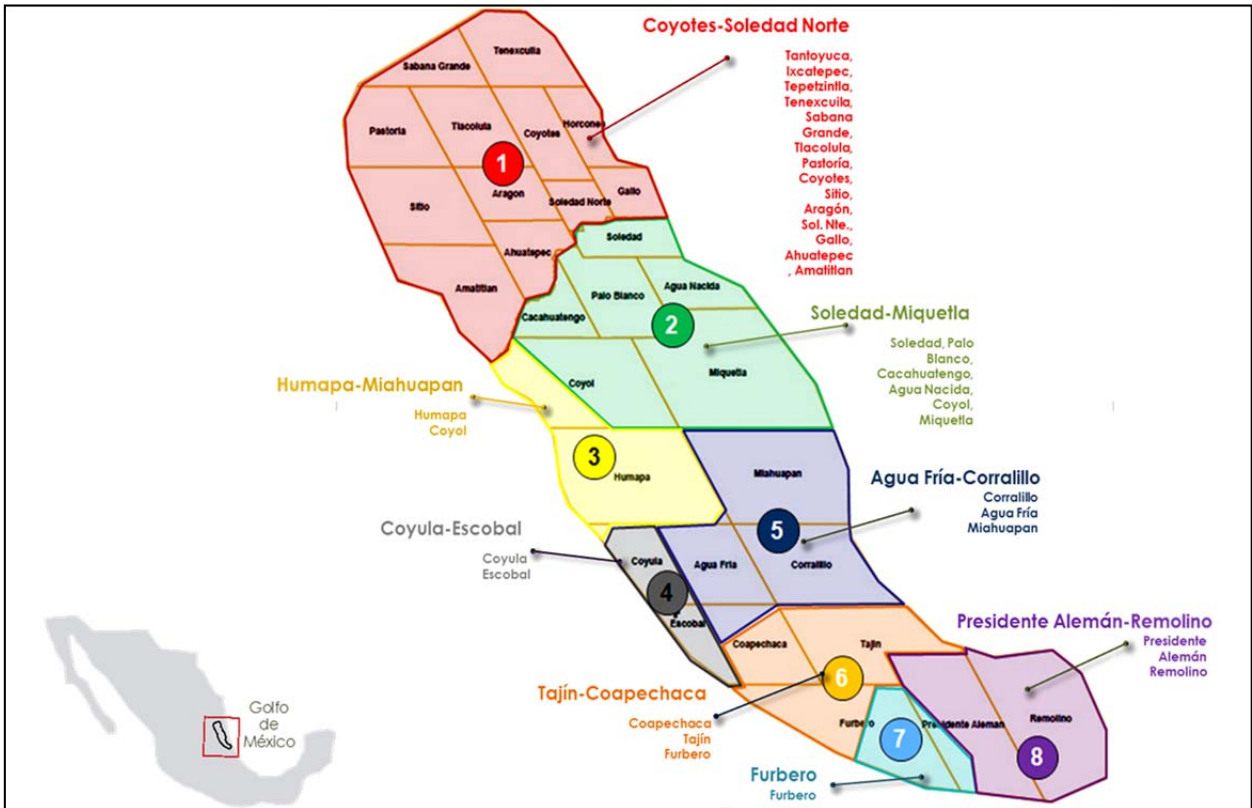 Coyotes-Soledad Norte
Tantoyuca,
Ixcatepec,
Tepetzintla,
Tenexcuila,
Sabana
Grande,
Tlacolula,
Pastoría,
Coyotes,
Sitio,
Aragón,
Sol. Nte.,
Gallo,
Ahuatepec
, Amatitlan
Tenexcuila
Sabana Grande
Pastoria
Tlacolula
Coyotes
Horcones
1
Sitio
Aragon
Soledad Norte
Gallo
Ahuatepec
Amatitlan
Soledad
Palo Blanco
Agua Nacida
Cacahuatengo
2
Coyol
Miquetla
Soledad-Miquetla
Soledad, Palo
Blanco,
Cacahuatengo,
Agua Nacida,
Coyol,
Miquetla
Humapa-Miahuapan
Humapa
Coyol
3
Humapa
Miahuapan
5
Agua Fria
Corralillo
Agua Fría-Corralillo
Corralillo
Agua Fría
Miahuapan
Coyula-Escobal
Coyula
Escobal
Coyula
4
Escobal
Coapechaca
Tajín
6
Furbero
7
Presidente Aleman
Remolino
8
Presidente Alemán-Remolino
Presidente
Alemán
Remolino
Tajín-Coapechaca
Coapechaca
Tajín
Furbero
Furbero
Furbero
Golfo
de
México